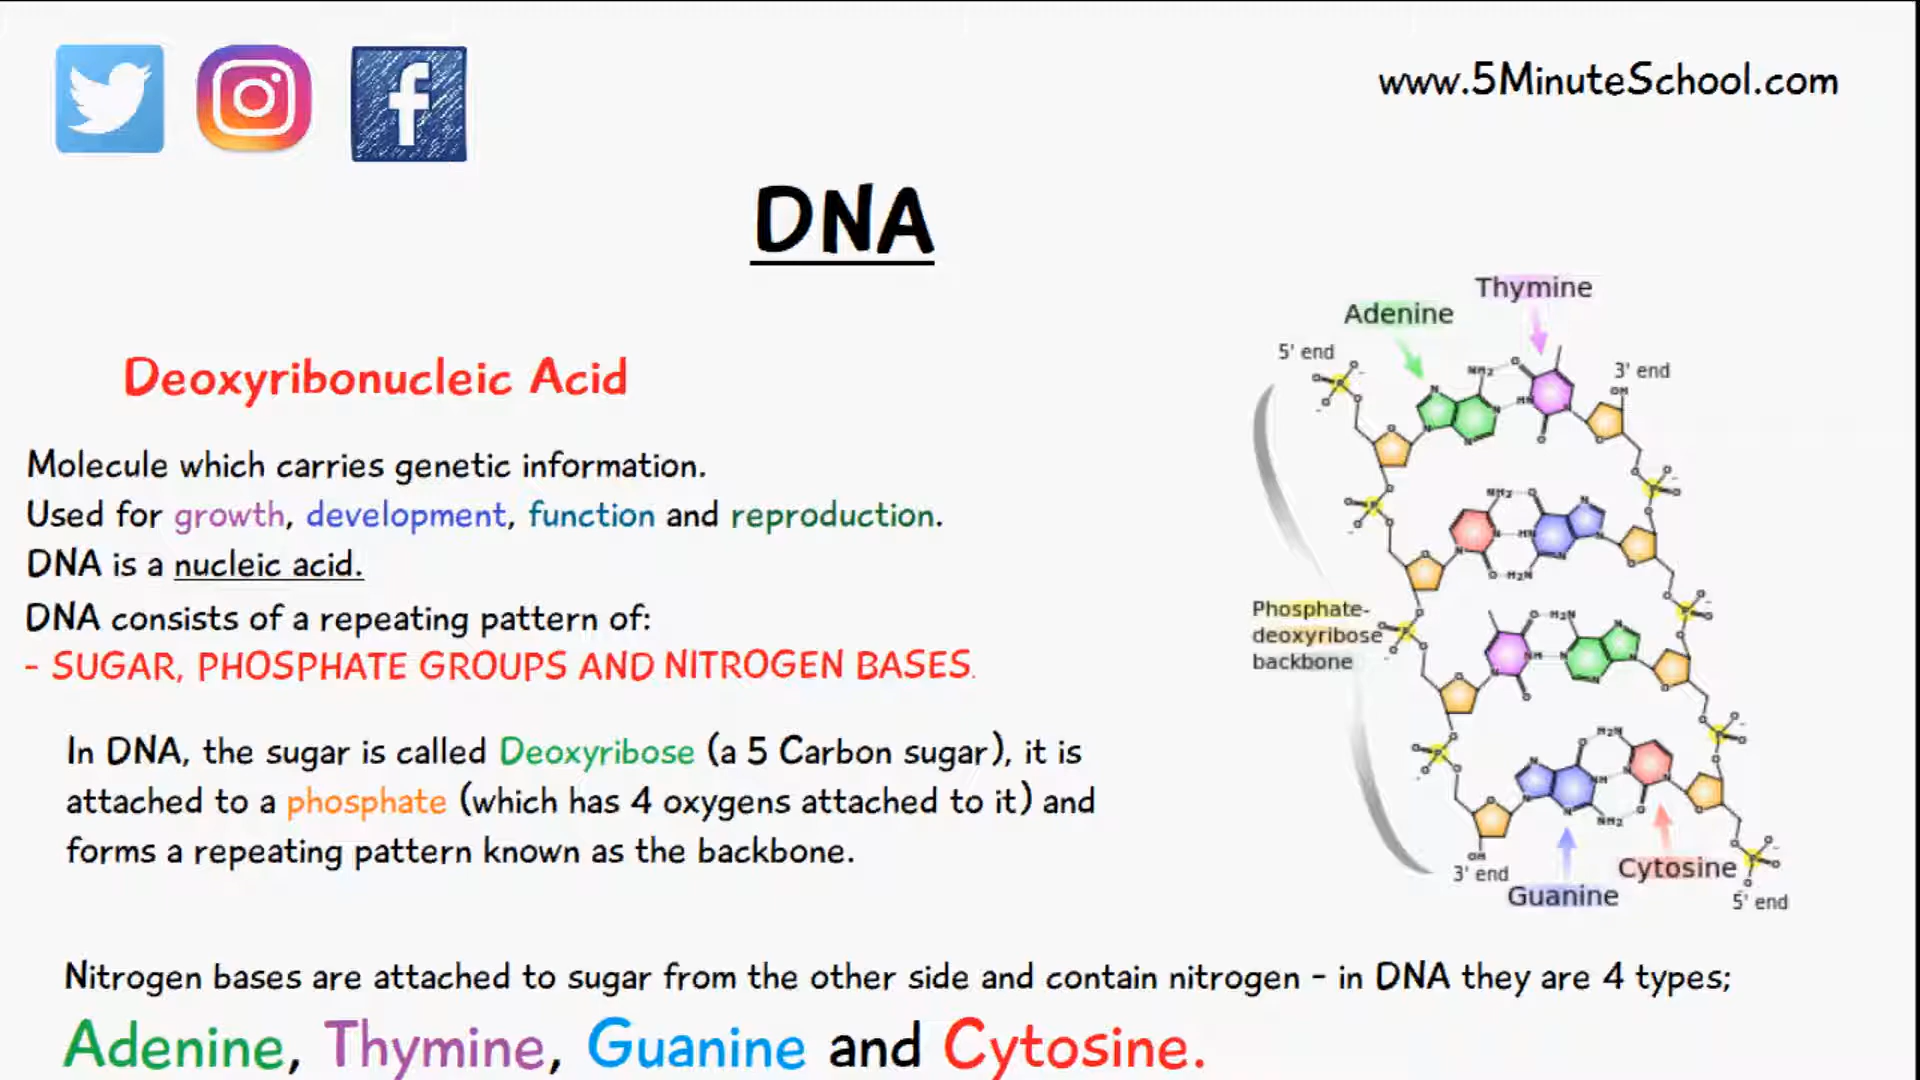 www.5MinuteSchool.com
DNA
Deoxyribonucleic Acid
Molecule which carries genetic information.
Used for growth, development, function and reproduction.
DNA is a nucleic acid.
DNA consists of a repeating pattern of:
- SUGAR, PHOSPHATE GROUPS AND NITROGEN BASES.
In DNA, the sugar is called Deoxyribose (a 5 Carbon sugar), it is
attached to a phosphate (which has 4 oxygens attached to it) and
forms a repeating pattern known as the backbone.
Thymine
Adenine
5' end
3' end
Phosphate-
deoxyribose
backbone
3' end
Cytosine
Guanine
5' end
Nitrogen bases are attached to sugar from the other side and contain nitrogen - in DNA they are 4 types;
Adenine, Thymine, Guanine and Cytosine.